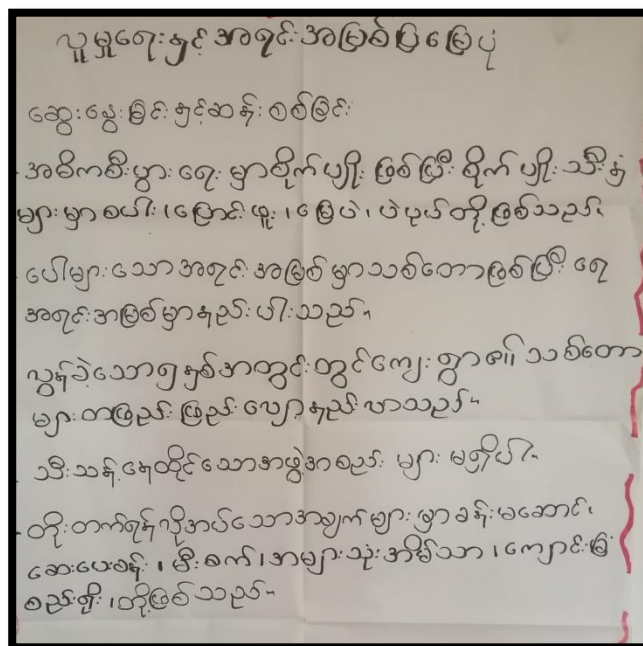 လူမှုရေးနှင့်အရင်းအမြစ်ပြမြေပုံ
ဆွေးနွေးခြင်းနှင့်ဆန်းစစ်ခြင်း
- အဓိကစီးပွားရေးမှာစိုက်ပျိုးဖြစ်ပြီး စိုက်ပျိုးသီးနှံ
များမှာစပါး၊ပြောင်းဖူး၊မြေပဲ၊ပဲပုပ်တို့ဖြစ်သည်။
- ပေါများသောအရင်းအမြစ်မှာသစ်တောဖြစ်ပြီး ရေ
အရင်းအမြစ်မှာနည်းပါးသည်။
လွန်ခဲ့သော၅နှစ်အတွင်းတွင်ကျေးရွာ၏သစ်တော
များတဖြည်းဖြည်းလျော့နည်းလာသည်။
သီးသန့်နေထိုင်သောအဖွဲ့အစည်းများမရှိပါ။
- တိုးတက်ရန်လိုအပ်သောအချက်များမှာခန်းမဆောင်၊
ဆေးပေးခန်း၊မီးစက်၊အများသုံးအိမ်သာ၊ကျောင်းခြံ
စည်းရိုး၊တို့ဖြစ်သည်။